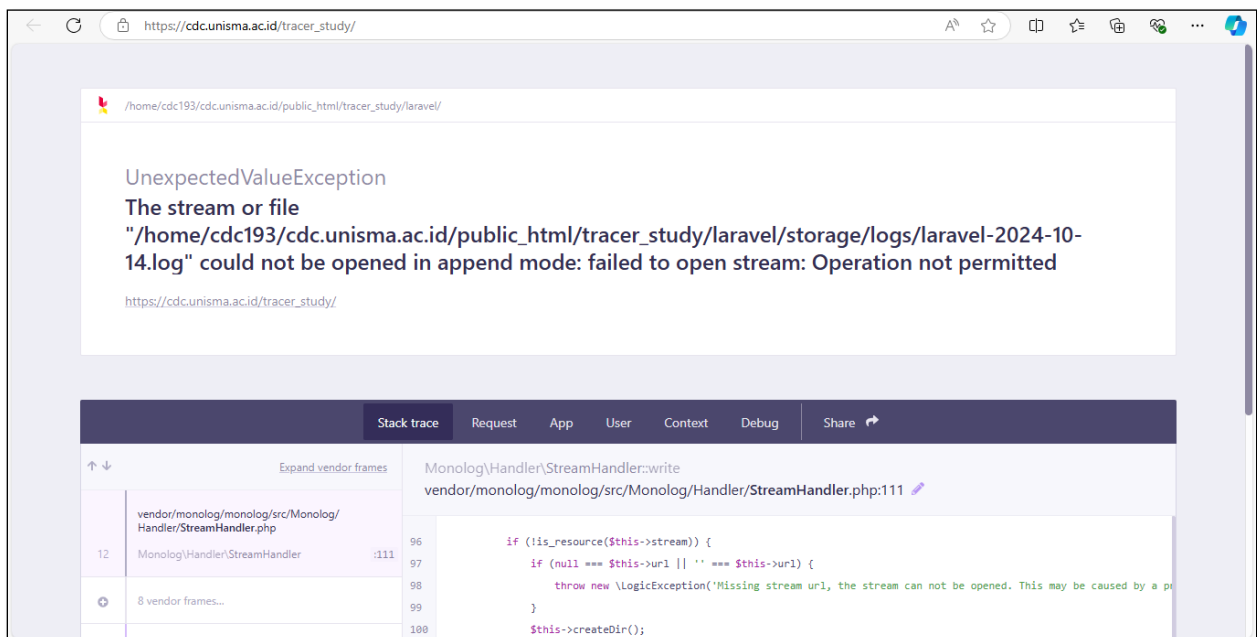 https://cdc.unisma.ac.id/tracer_study/
/home/cdc193/cdc.unisma.ac.id/public_html/tracer_study/laravel/
UnexpectedValueException
The stream or file
"/home/cdc193/cdc.unisma.ac.id/public_html/tracer_study/laravel/storage/logs/laravel-2024-10-
14.log" could not be opened in append mode: failed to open stream: Operation not permitted
https://cdc.unisma.ac.id/tracer_study/
Stack trace Request App User Context Debug Share
Expand vendor frames
vendor/monolog/monolog/src/Monolog/
Handler/StreamHandler.php
12 Monolog\Handler\StreamHandler :111
8 vendor frames...
Monolog\Handler\StreamHandler::write
vendor/monolog/monolog/src/Monolog/Handler/StreamHandler.php:111
96 if (!is_resource($this->stream)) {
97 if (null === $this->url || '' === $this->url) {
98 throw new \LogicException('Missing stream url, the stream can not be opened. This may be caused by a
99 }
100 $this->createDir();